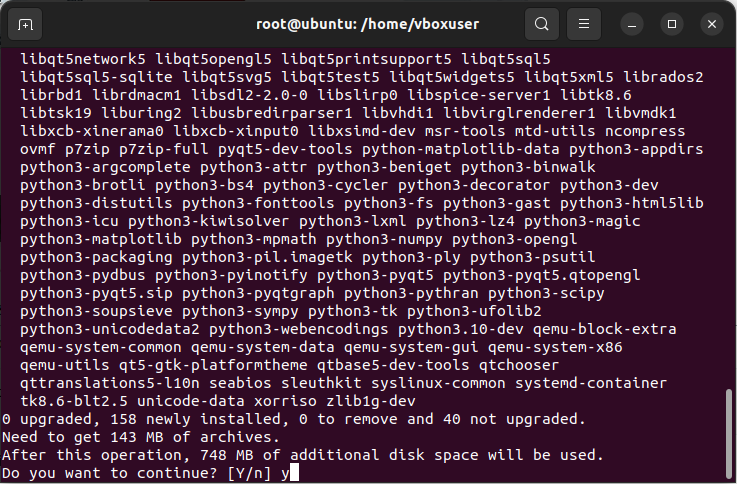 root@ubuntu: /home/vboxuser
libqt5network5 libqt5opengl5 libqt5printsupport5 libqt5sql5
libqt5sql5-sqlite libqt5svg5 libqt5test5 libqt5widgets5 libqt5xml5 librados2
librbd1 librdmacm1 libsdl2-2.0-0 libslirp0 libspice-server1 libtk8.6
libtsk19 liburing2 libusbredirparser1 libvhdi1 libvirglrenderer1 libvmdk1
libxcb-xinerama0 libxcb-xinput0 libxsimd-dev msr-tools mtd-utils ncompress
ovmf p7zip p7zip-full pyqt5-dev-tools python-matplotlib-data python3-appdirs
python3-argcomplete python3-attr python3-beniget python3-binwalk
python3-brotli python3-bs4 python3-cycler python3-decorator python3-dev
python3-distutils python3-fonttools python3-fs python3-gast python3-html5lib
python3-icu python3-kiwisolver python3-lxml python3-lz4 python3-magic
python3-matplotlib python3-mpmath python3-numpy python3-opengl
python3-packaging python3-pil.imagetk python3-ply python3-psutil
python3-pydbus python3-pyinotify python3-pyqt5 python3-pyqt5.qtopengl
python3-pyqt5.sip python3-pyqtgraph python3-pythran python3-scipy
python3-soupsieve python3-sympy python3-tk python3-ufolib2
python3-unicodedata2 python3-webencodings python3.10-dev qemu-block-extra
qemu-system-common qemu-system-data qemu-system-gui qemu-system-x86
qemu-utils qt5-gtk-platformtheme qtbase5-dev-tools qtchooser
qttranslations5-l10n seabios sleuthkit syslinux-common systemd-container
tk8.6-blt2.5 unicode-data xorriso zlib1g-dev
0 upgraded, 158 newly installed, 0 to remove and 40 not upgraded.
Need to get 143 MB of archives.
After this operation, 748 MB of additional disk space will be used.
Do you want to continue? [Y/n] y